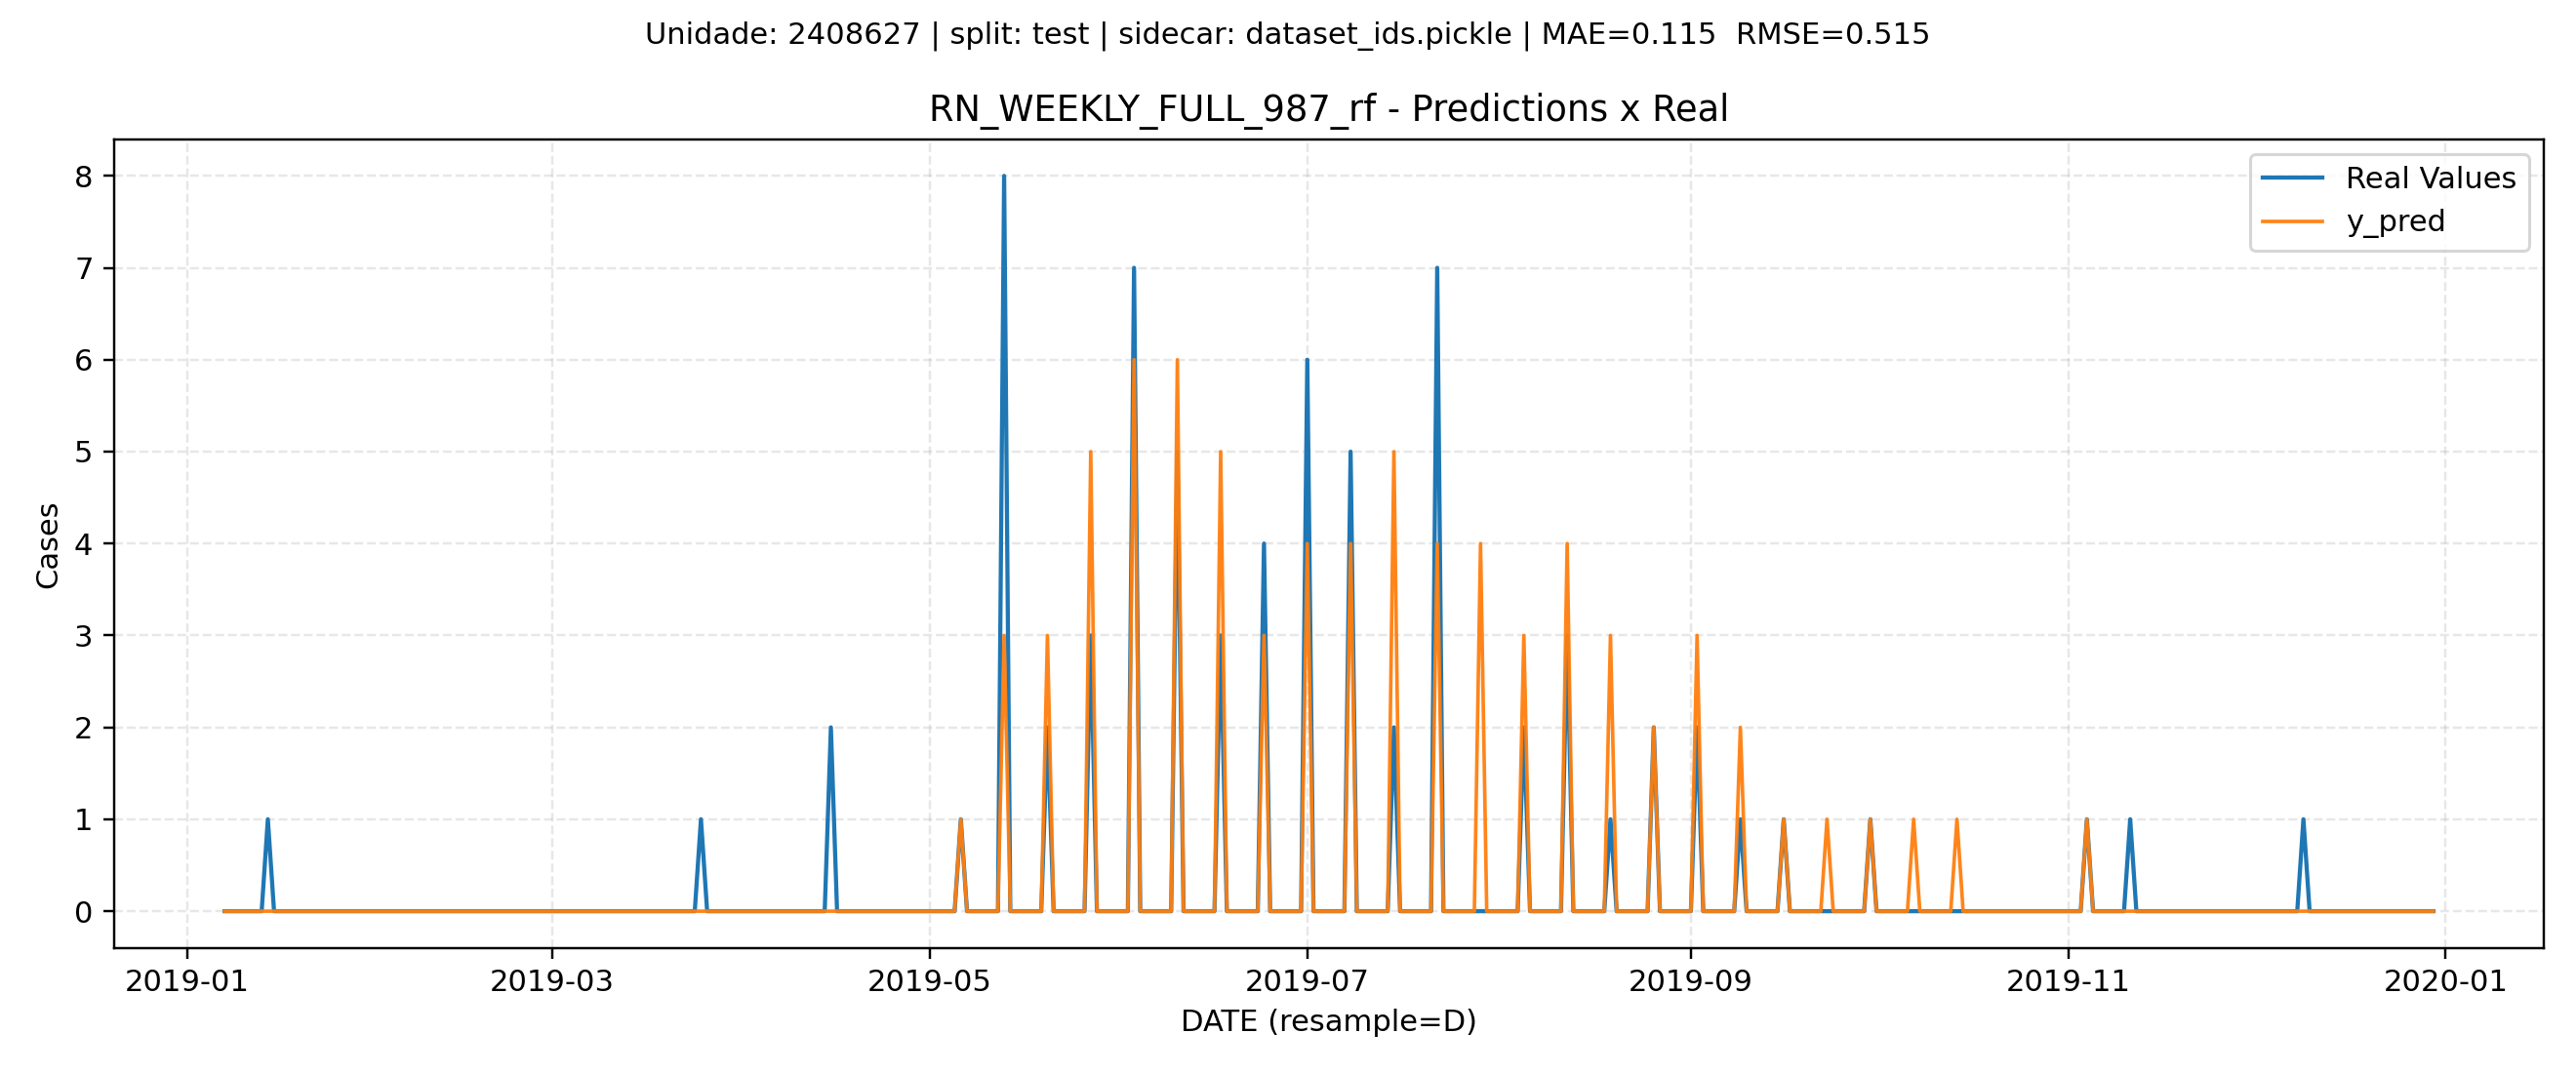 Unidade: 2408627 | split: test | sidecar: dataset_ids.pickle | MAE=0.115  RMSE=0.515
RN_WEEKLY_FULL_987_rf - Predictions x Real
Real Values
y_pred
8
7
6
5
4
3
2
1
0
Cases
2019-01
2019-03
2019-05
2019-07
2019-09
2019-11
2020-01
DATE (resample=D)